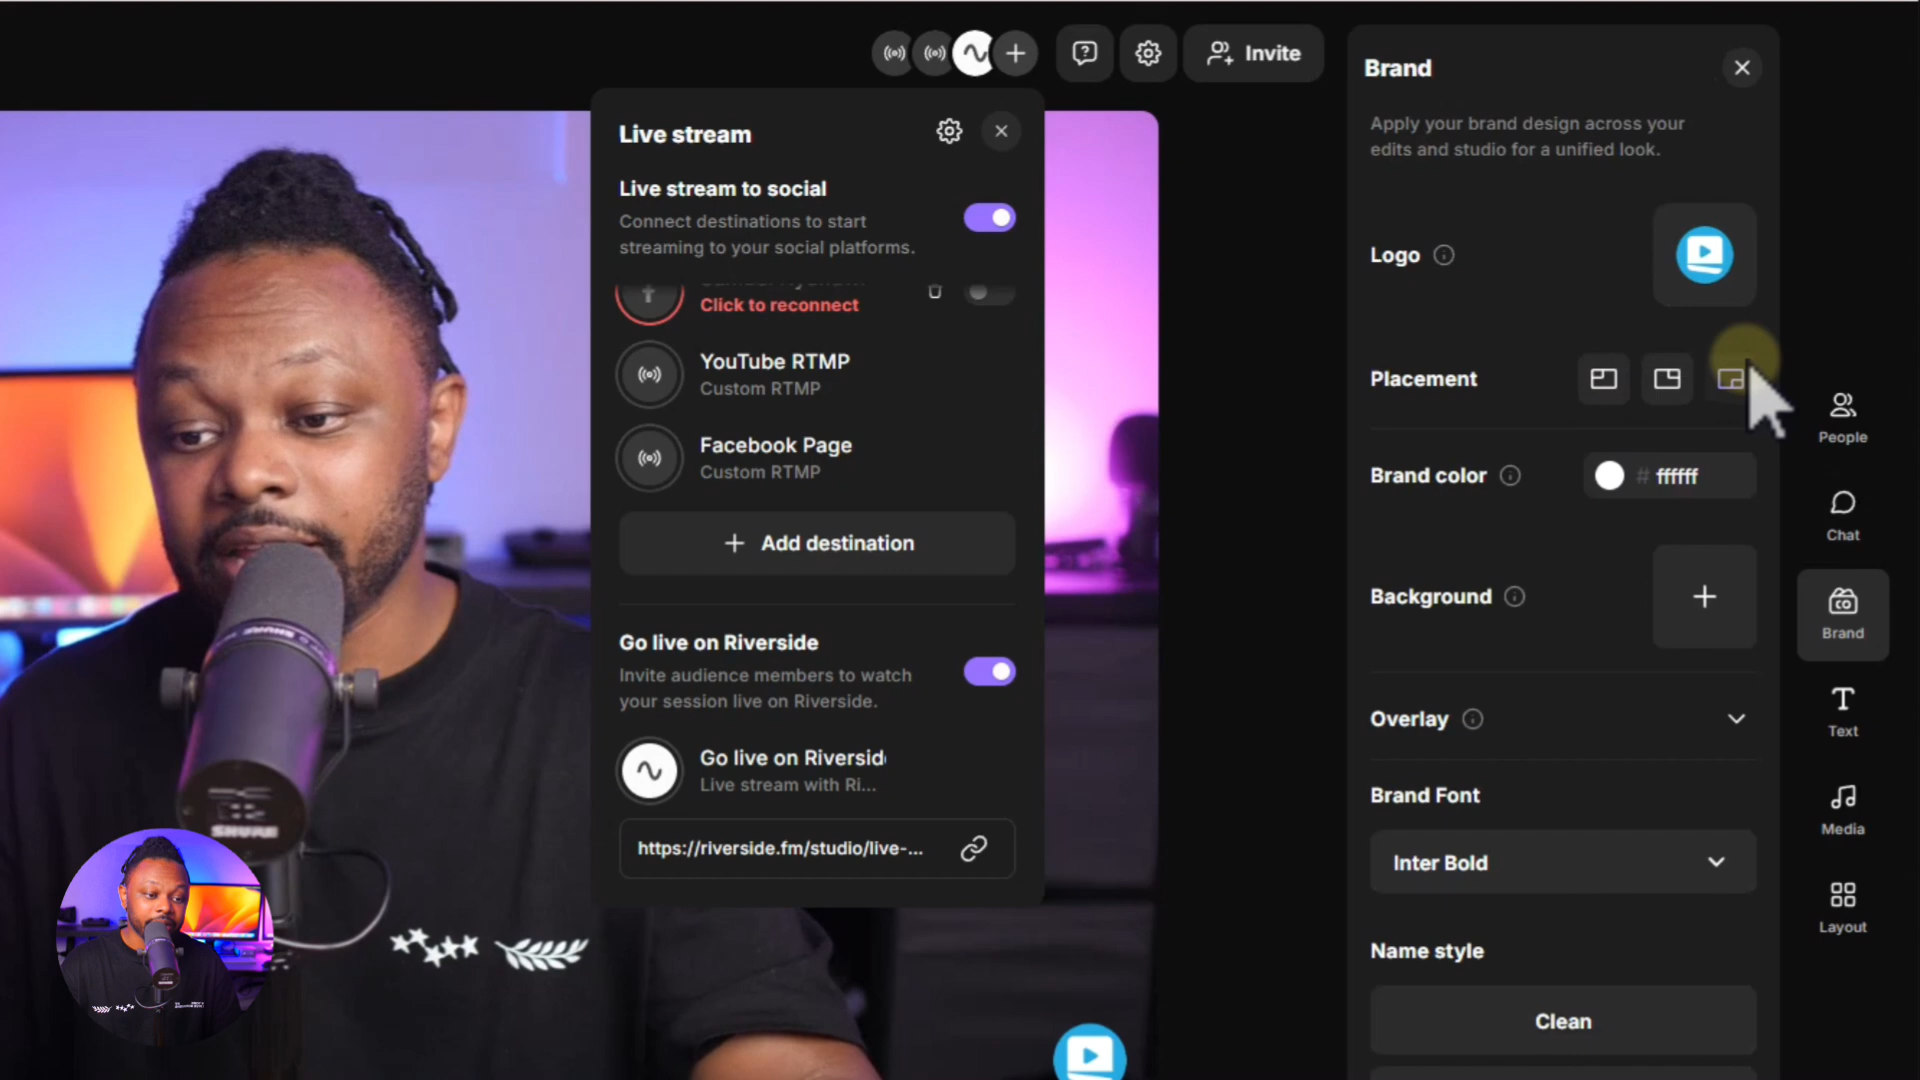 Invite
Live stream
Live stream to social
Connect destinations to start
streaming to your social platforms.
Click to reconnect
YouTube RTMP
Custom RTMP
Facebook Page
Custom RTMP
Add destination
Go live on Riverside
Invite audience members to watch
your session live on Riverside.
Go live on Riversid
Live stream with Ri...
https://riverside.fm/studio/live-...
SHURE
SHURE
Brand
Apply your brand design across your
edits and studio for a unified look.
Logo
Placement
Brand color
# ffffff
Background
Overlay
Brand Font
Inter Bold
Name style
Clean
People
Chat
CO
Brand
Text
Media
Layout